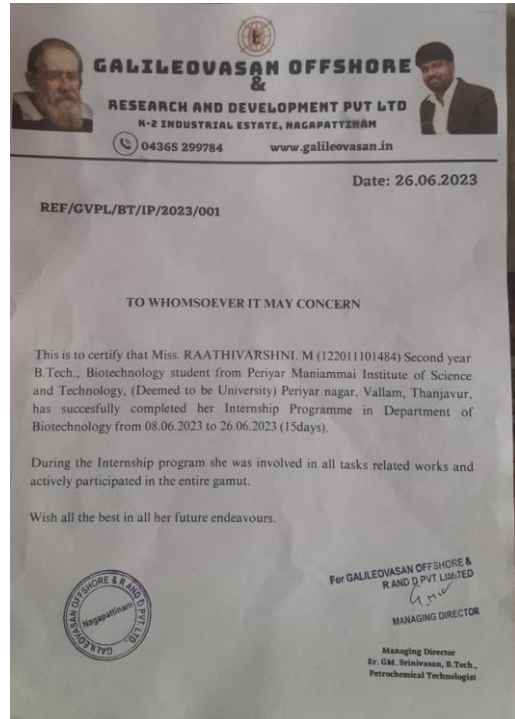 GALILEOVASAN OFFSHORE
&
RESEARCH AND DEVELOPMENT PVT LTD
N-2 INDUSTRIAL ESTATE, NAGAPATTINAM
04365 299784 www.galileovasan.in
Date: 26.06.2023
REF/GVPL/BT/IP/2023/001
TO WHOMSOEVER IT MAY CONCERN
This is to certify that Miss. RAATHIVARSHNI. M (122011101484) Second year
B.Tech., Biotechnology student from Periyar Maniammai Institute of Science
and Technology, (Deemed to be University) Periyar nagar, Vallam, Thanjavur,
has succesfully completed her Internship Programme in Department of
Biotechnology from 08.06.2023 to 26.06.2023 (15days).
During the Internship program she was involved in all tasks related works and
actively participated in the entire gamut.
Wish all the best in all her future endeavours.
GALILEOVASAN OFFSHORE & R AND D PVT. LTD.
Nagapattinam
For GALILEOVASAN OFFSHORE &
R AND D PVT LIMITED
MANAGING DIRECTOR
Managing Director
Er. GM. Srinivasan, B.Tech.,
Petrochemical Technologist